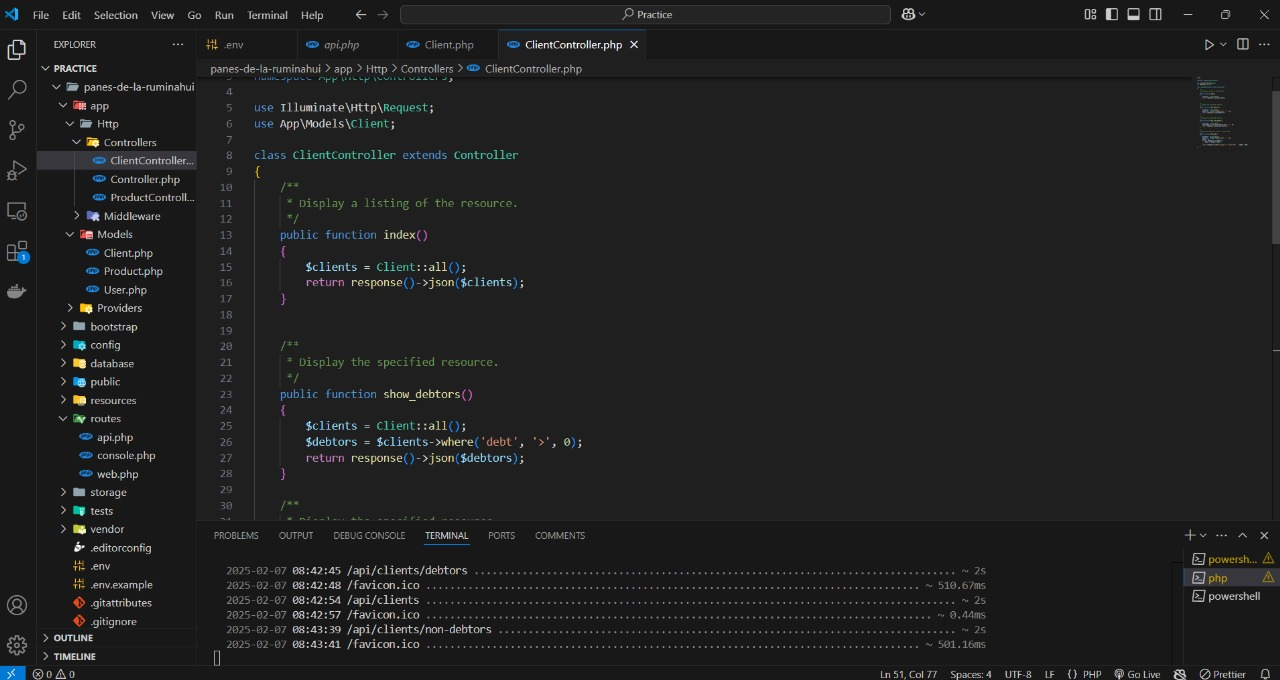 File Edit Selection View Go Run Terminal Help
Practice
EXPLORER
.env
api.php
Client.php
ClientController.php
PRACTICE
panes-de-la-ruminahui > app > Http > Controllers > ClientController.php
panes-de-la-ruminahui
app
Http
Controllers
ClientController...
Controller.php
ProductControll...
Middleware
Models
Client.php
Product.php
User.php
Providers
bootstrap
config
database
public
resources
routes
api.php
console.php
web.php
storage
tests
vendor
.editorconfig
.env
.env.example
.gitattributes
.gitignore
OUTLINE
TIMELINE
1
3 namespace App\Http\Controllers;
4
5 use Illuminate\Http\Request;
6 use App\Models\Client;
7
8 class ClientController extends Controller
9 {
10 /**
11 * Display a listing of the resource.
12 */
13 public function index()
14 {
15 $clients = Client::all();
16 return response()->json($clients);
17 }
18
19
20 /**
21 * Display the specified resource.
22 */
23 public function show_debtors()
24 {
25 $clients = Client::all();
26 $debtors = $clients->where('debt', '>', 0);
27 return response()->json($debtors);
28 }
29
30 /**
31 * Display the specified resource.
PROBLEMS OUTPUT DEBUG CONSOLE TERMINAL PORTS COMMENTS
2025-02-07 08:42:45 /api/clients/debtors ........................................................................... ~ 2s
2025-02-07 08:42:48 /favicon.ico ............................................................................. ~ 510.67ms
2025-02-07 08:42:54 /api/clients ................................................................................... ~ 2s
2025-02-07 08:42:57 /favicon.ico ............................................................................... ~ 0.44ms
2025-02-07 08:43:39 /api/clients/non-debtors ....................................................................... ~ 2s
2025-02-07 08:43:41 /favicon.ico ............................................................................. ~ 501.16ms
powersh...
php
powershell
0 0
Ln 51, Col 77 Spaces: 4 UTF-8 LF {} PHP Go Live Prettier